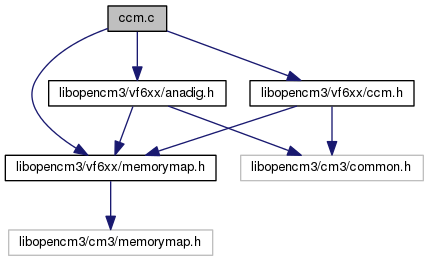 ccm.c
libopencm3/vf6xx/anadig.h
libopencm3/vf6xx/ccm.h
libopencm3/vf6xx/memorymap.h
libopencm3/cm3/common.h
libopencm3/cm3/memorymap.h